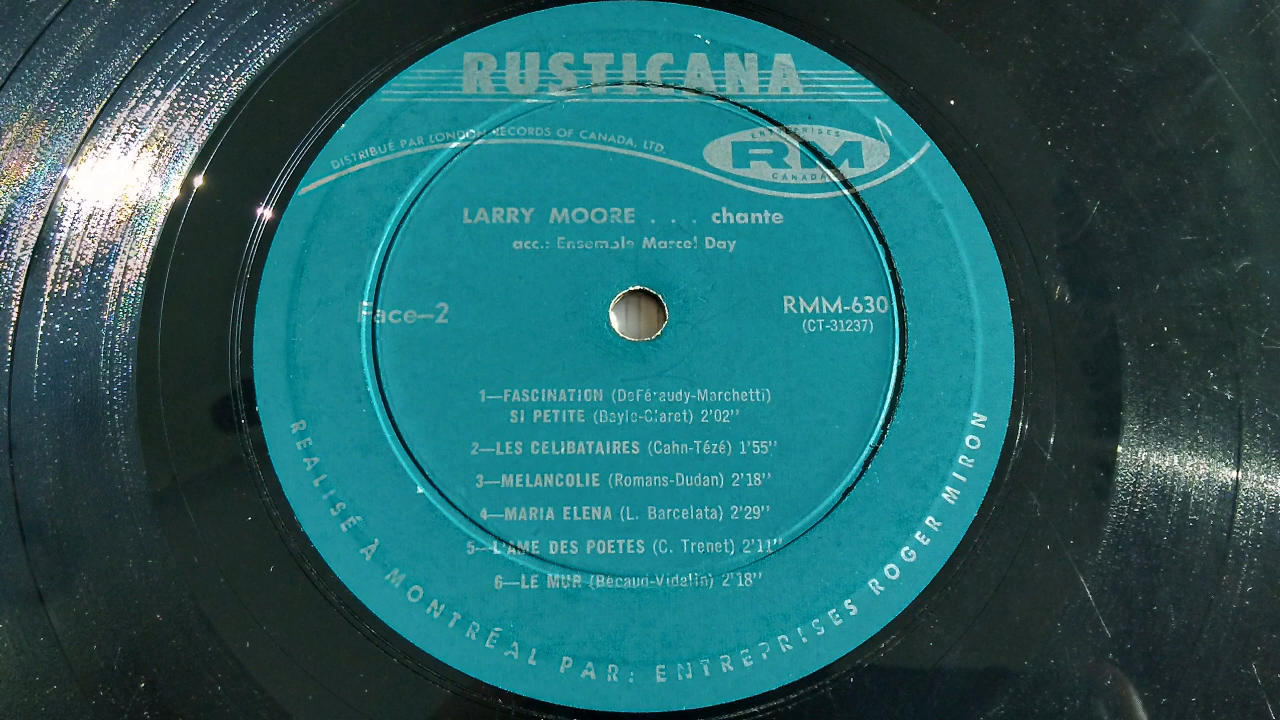 RUSTICANA
DISTRIBUÉ PAR LONDON RECORDS OF CANADA, LTD.
ENTREPRISES
RM
CANADA
LARRY MOORE . . . chante
acc.: Ensemble Marcel Day
Face—2
RMM-630
(CT-31237)
1—FASCINATION (DeFéraudy-Marchetti)
SI PETITE (Bayle-Claret) 2'02''
2—LES CELIBATAIRES (Cahn-Tézé) 1'55''
3—MELANCOLIE (Romans-Dudan) 2'18''
4—MARIA ELENA (L. Barcelata) 2'29''
5—L'AME DES POETES (C. Trenet) 2'11''
6—LE MUR (Bécaud-Vidalin) 2'18''
REALISÉ À MONTRÉAL PAR: ENTREPRISES ROGER MIRON